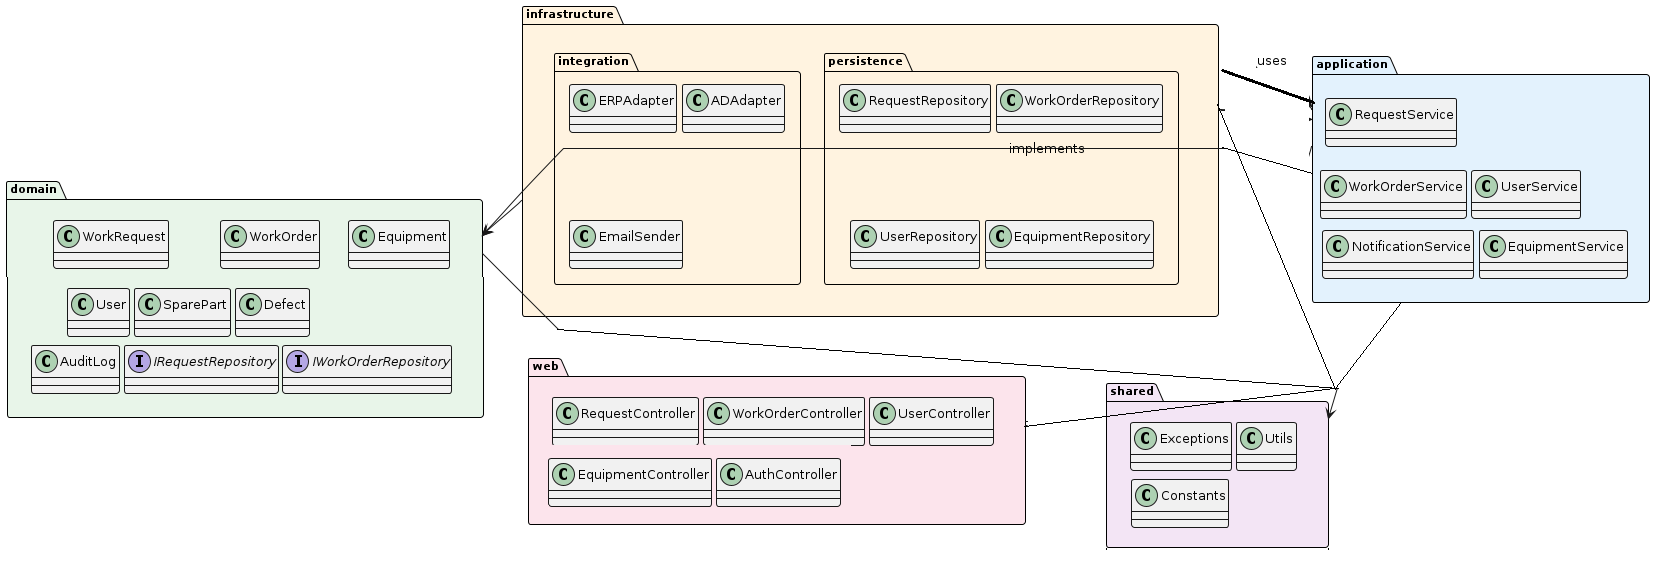 infrastructure
integration
C ERPAdapter
C ADAdapter
C EmailSender
persistence
C RequestRepository
C WorkOrderRepository
implements
C UserRepository
C EquipmentRepository
uses
application
C RequestService
C WorkOrderService
C UserService
C NotificationService
C EquipmentService
domain
C WorkRequest
C WorkOrder
C Equipment
C User
C SparePart
C Defect
C AuditLog
I IRequestRepository
I IWorkOrderRepository
web
C RequestController
C WorkOrderController
C UserController
C EquipmentController
C AuthController
shared
C Exceptions
C Utils
C Constants